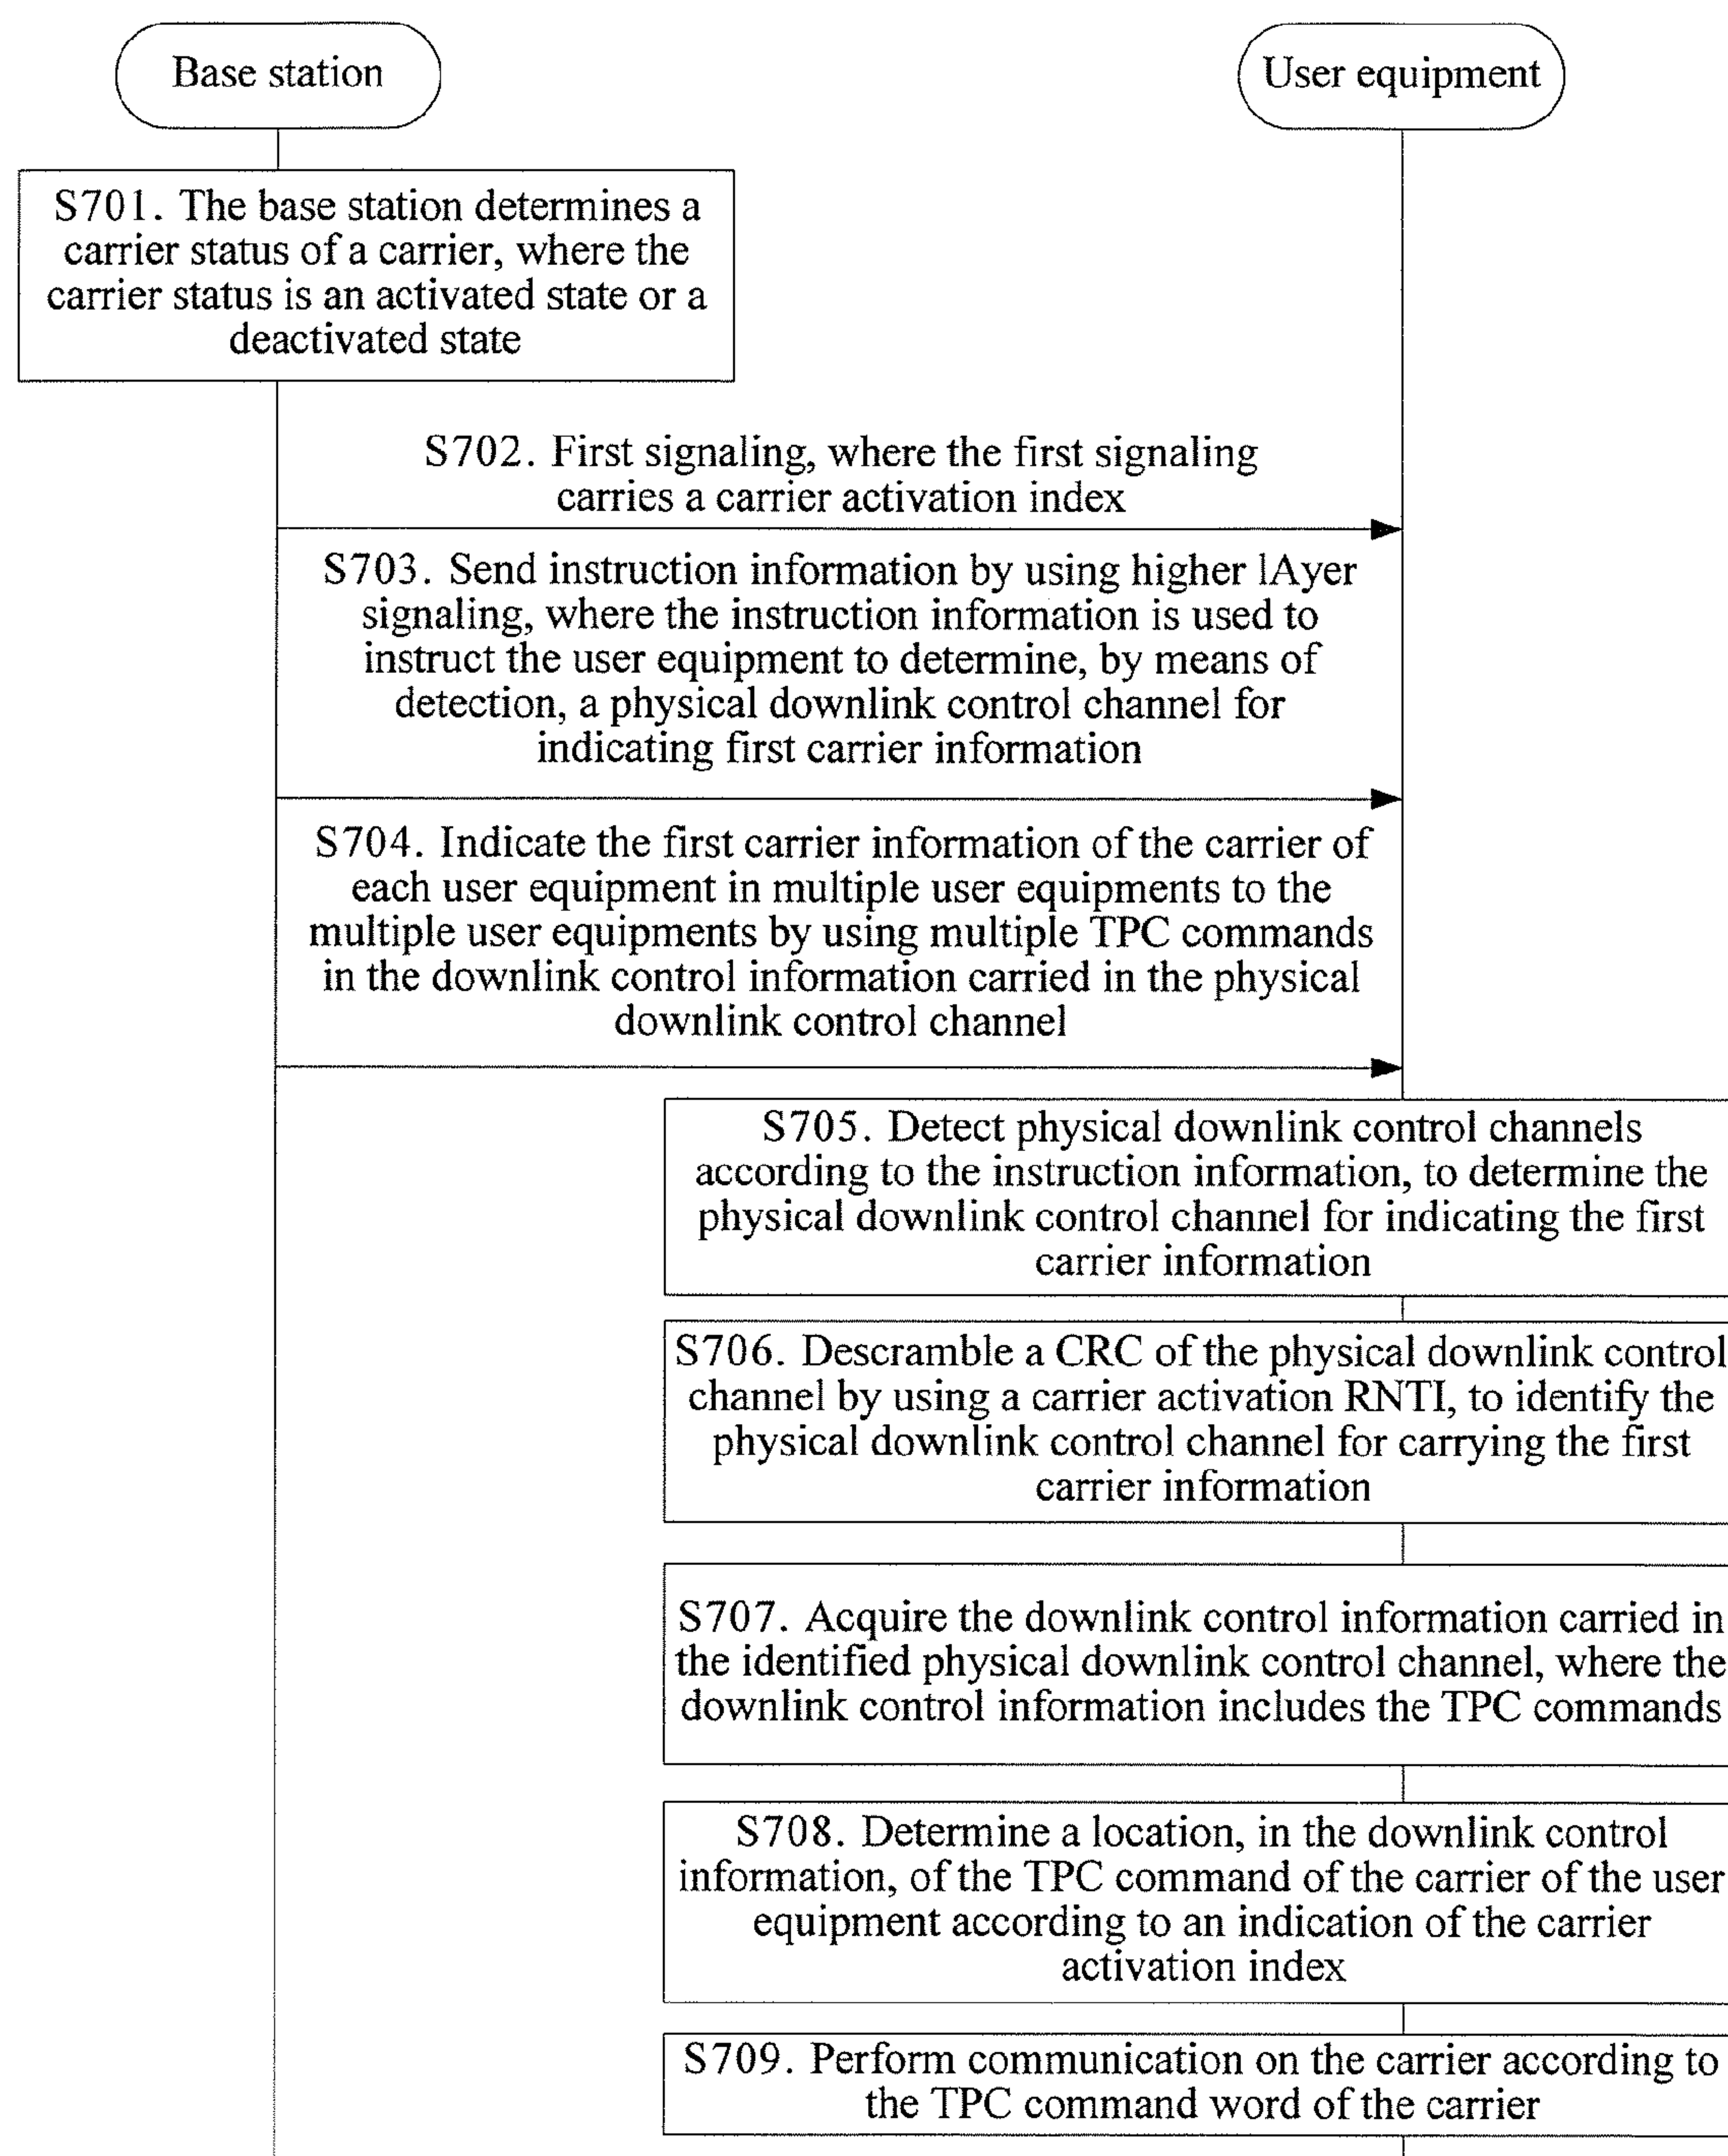 Base station
User equipment
S701. The base station determines a
carrier status of a carrier, where the
carrier status is an activated state or a
deactivated state
S702. First signaling, where the first signaling
carries a carrier activation index
S703. Send instruction information by using higher lAyer
signaling, where the instruction information is used to
instruct the user equipment to determine, by means of
detection, a physical downlink control channel for
indicating first carrier information
S704. Indicate the first carrier information of the carrier of
each user equipment in multiple user equipments to the
multiple user equipments by using multiple TPC commands
in the downlink control information carried in the physical
downlink control channel
S705. Detect physical downlink control channels
according to the instruction information, to determine the
physical downlink control channel for indicating the first
carrier information
S706. Descramble a CRC of the physical downlink control
channel by using a carrier activation RNTI, to identify the
physical downlink control channel for carrying the first
carrier information
S707. Acquire the downlink control information carried in
the identified physical downlink control channel, where the
downlink control information includes the TPC commands
S708. Determine a location, in the downlink control
information, of the TPC command of the carrier of the user
equipment according to an indication of the carrier
activation index
S709. Perform communication on the carrier according to
the TPC command word of the carrier